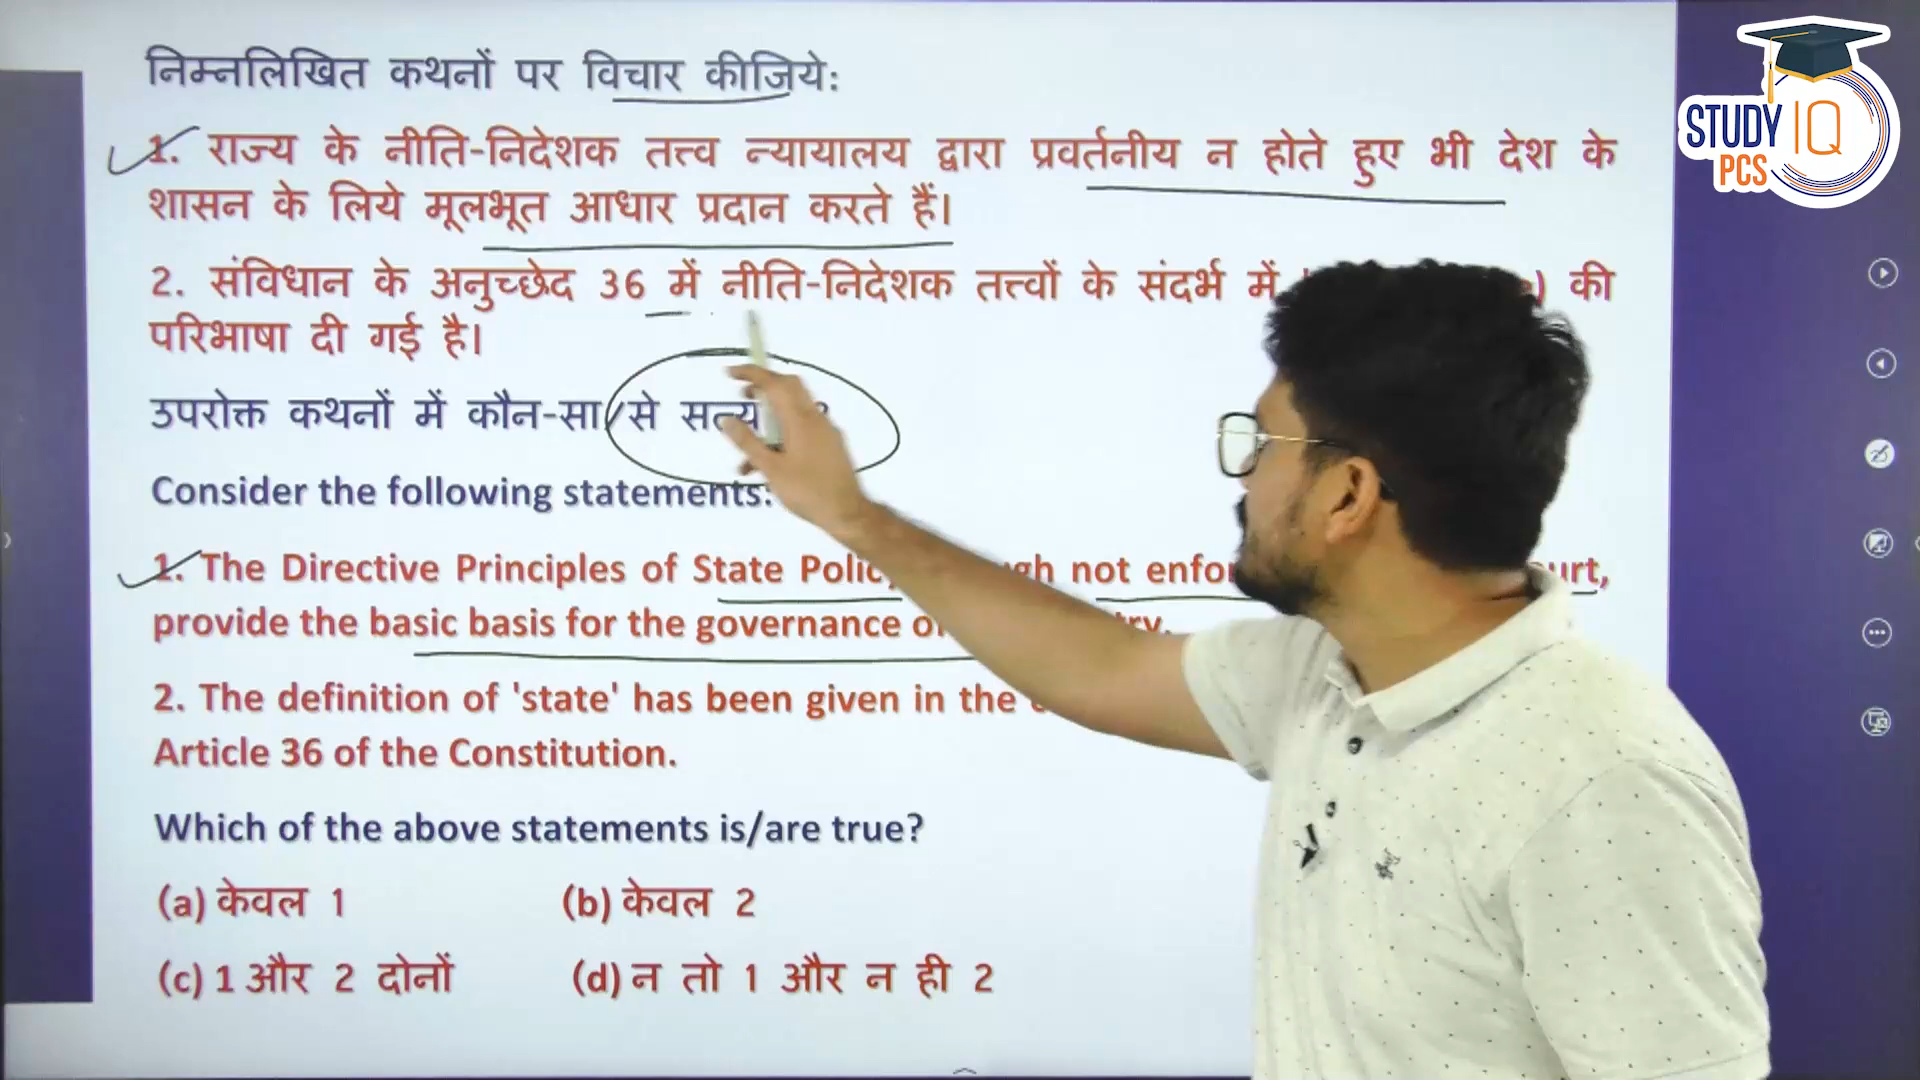 निम्नलिखित कथनों पर विचार कीजिये:
1. राज्य के नीति-निदेशक तत्त्व न्यायालय द्वारा प्रवर्तनीय न होते हुए भी देश के
शासन के लिये मूलभूत आधार प्रदान करते हैं।
2. संविधान के अनुच्छेद 36 में नीति-निदेशक तत्त्वों के संदर्भ में की
परिभाषा दी गई है।
उपरोक्त कथनों में कौन-सा/से सत्य
Consider the following statements:
1. The Directive Principles of State not
provide the basic basis for the governance
2. The definition of 'state' has been given in the
Article 36 of the Constitution.
Which of the above statements is/are true?
(a) केवल 1 (b) केवल 2
(c) 1 और 2 दोनों (d) न तो 1 और न ही 2
STUDY IQ
PCS